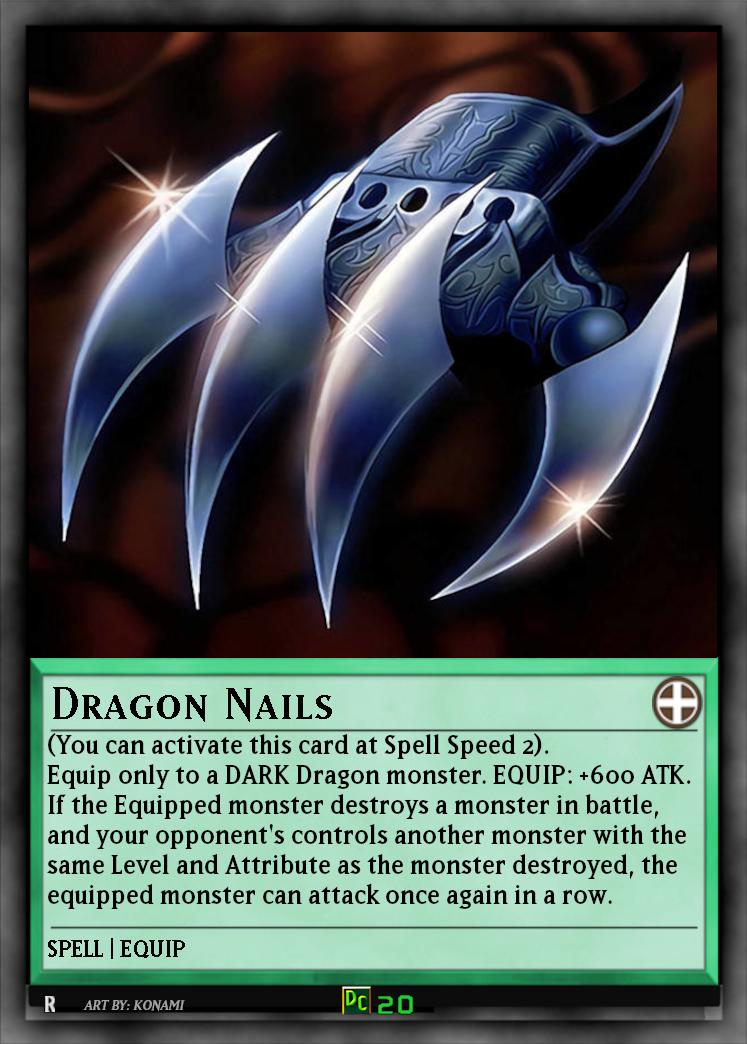 Dragon Nails
(You can activate this card at Spell Speed 2).
Equip only to a DARK Dragon monster. EQUIP: +600 ATK.
If the Equipped monster destroys a monster in battle,
and your opponent's controls another monster with the
same Level and Attribute as the monster destroyed, the
equipped monster can attack once again in a row.
SPELL | EQUIP
R ART BY: KONAMI DC 20